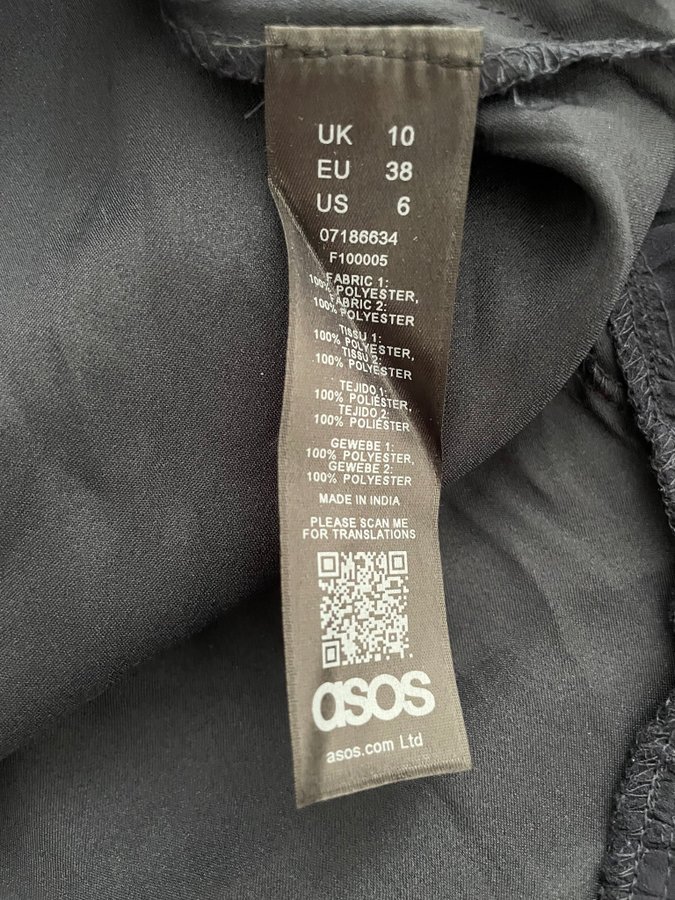 UK 10
EU 38
US 6
07186634
F100005
FABRIC 1:
100% POLYESTER,
FABRIC 2:
100% POLYESTER
TISSU 1:
100% POLYESTER,
TISSU 2:
100% POLYESTER
TEJIDO 1:
100% POLIÉSTER,
TEJIDO 2:
100% POLIÉSTER
GEWEBE 1:
100% POLYESTER,
GEWEBE 2:
100% POLYESTER
MADE IN INDIA
PLEASE SCAN ME
FOR TRANSLATIONS
asos
asos.com Ltd